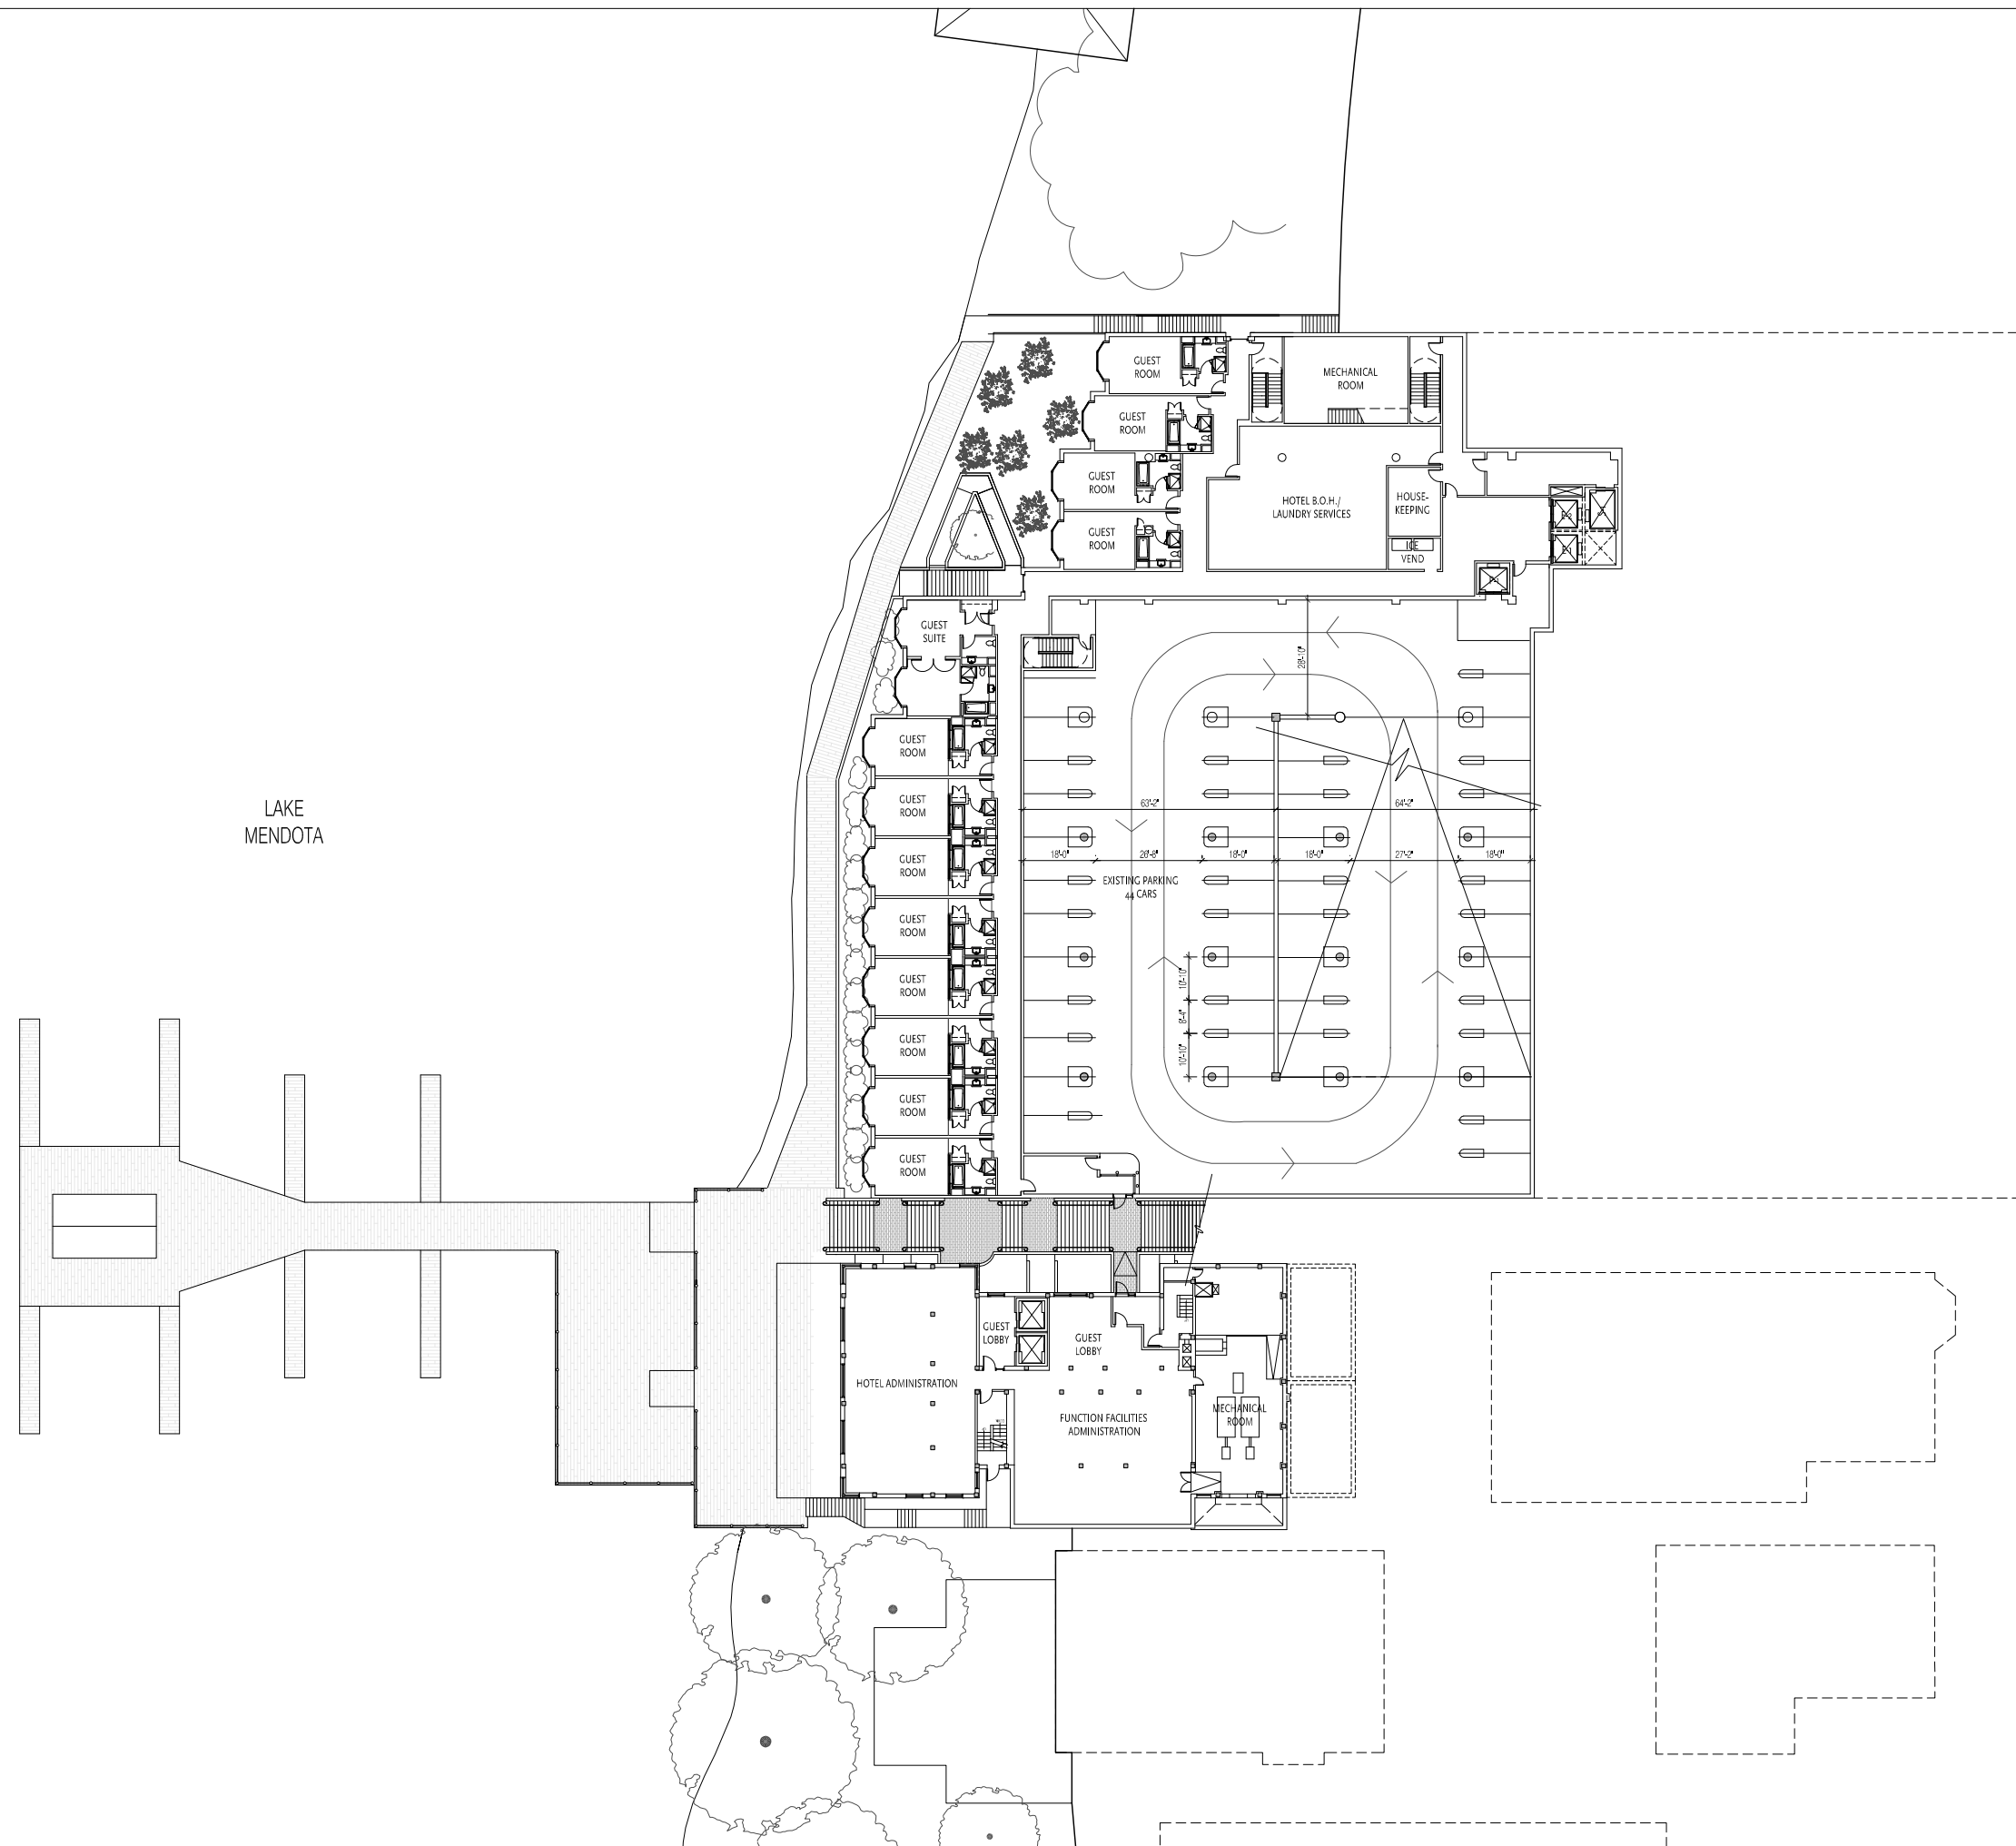 GUEST
ROOM
MECHANICAL
ROOM
GUEST
ROOM
GUEST
ROOM
HOTEL B.O.H./
LAUNDRY SERVICES
HOUSE-
KEEPING
GUEST
ROOM
ICE
VEND
GUEST
SUITE
28'-10"
GUEST
ROOM
LAKE
MENDOTA
GUEST
ROOM
63'-2"
64'-2"
GUEST
ROOM
18'-0"
26'-8"
18'-0"
18'-0"
27'-2"
18'-0"
EXISTING PARKING
44 CARS
GUEST
ROOM
GUEST
ROOM
10'-10"
8'-4"
10'-10"
GUEST
ROOM
GUEST
ROOM
GUEST
ROOM
GUEST
LOBBY
GUEST
LOBBY
HOTEL ADMINISTRATION
FUNCTION FACILITIES
ADMINISTRATION
MECHANICAL
ROOM